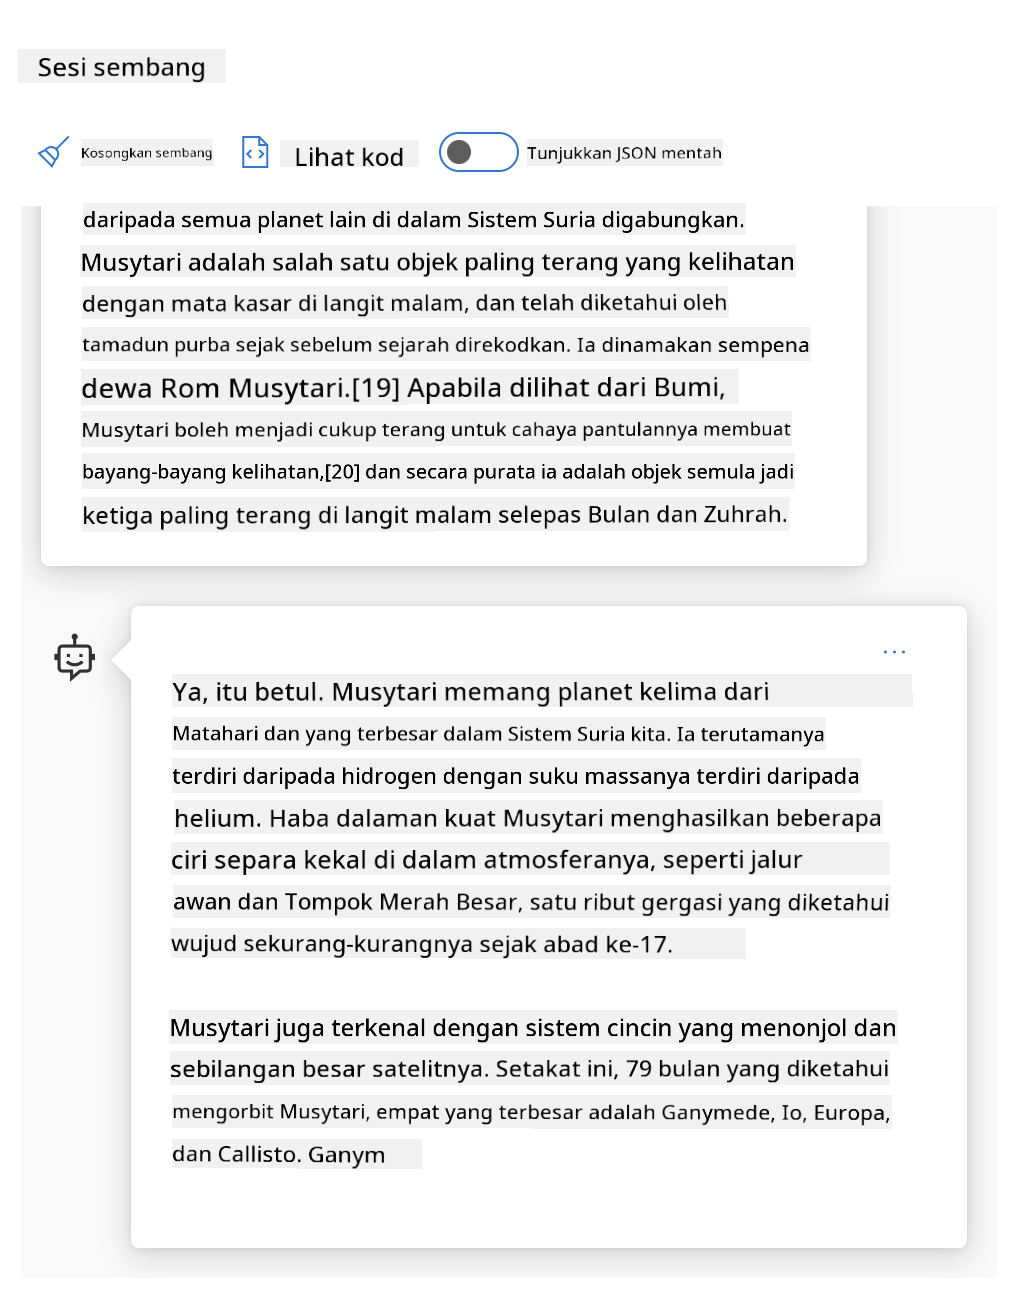 Sesi sembang
Kosongkan sembang
Lihat kod
Tunjukkan JSON mentah
daripada semua planet lain di dalam Sistem Suria digabungkan.
Musytari adalah salah satu objek paling terang yang kelihatan
dengan mata kasar di langit malam, dan telah diketahui oleh
tamadun purba sejak sebelum sejarah direkodkan. Ia dinamakan sempena
dewa Rom Musytari.[19] Apabila dilihat dari Bumi,
Musytari boleh menjadi cukup terang untuk cahaya pantulannya membuat
bayang-bayang kelihatan,[20] dan secara purata ia adalah objek semula jadi
ketiga paling terang di langit malam selepas Bulan dan Zuhrah.
Ya, itu betul. Musytari memang planet kelima dari
Matahari dan yang terbesar dalam Sistem Suria kita. Ia terutamanya
terdiri daripada hidrogen dengan suku massanya terdiri daripada
helium. Haba dalaman kuat Musytari menghasilkan beberapa
ciri separa kekal di dalam atmosferanya, seperti jalur
awan dan Tompok Merah Besar, satu ribut gergasi yang diketahui
wujud sekurang-kurangnya sejak abad ke-17.
Musytari juga terkenal dengan sistem cincin yang menonjol dan
sebilangan besar satelitnya. Setakat ini, 79 bulan yang diketahui
mengorbit Musytari, empat yang terbesar adalah Ganymede, Io, Europa,
dan Callisto. Ganym